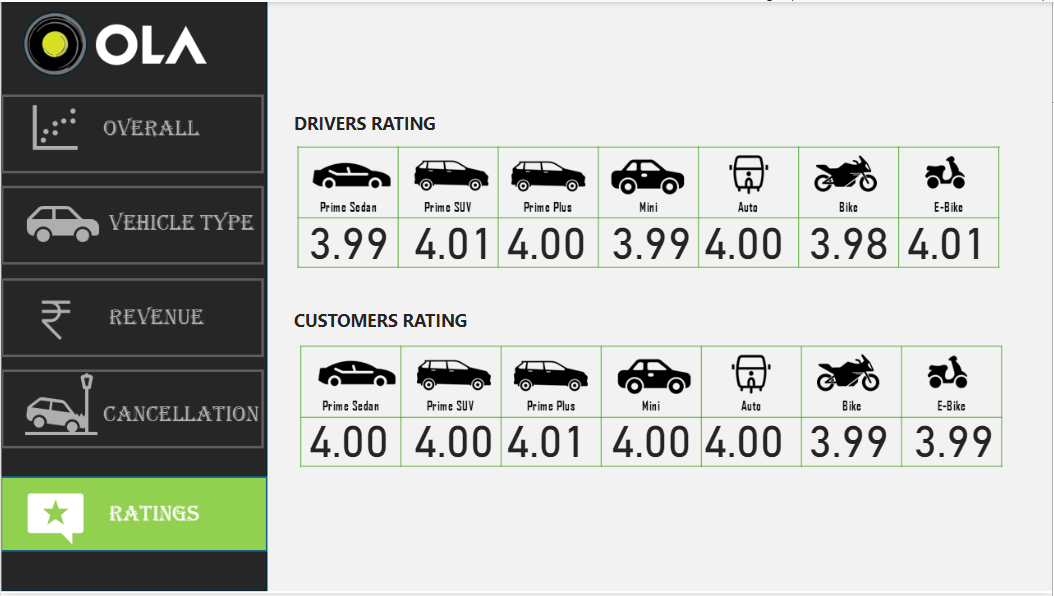 OLA
OVERALL
VEHICLE TYPE
REVENUE
CANCELLATION
RATINGS
DRIVERS RATING
Prime Sedan Prime SUV Prime Plus Mini Auto Bike E-Bike
3.99 4.01 4.00 3.99 4.00 3.98 4.01
CUSTOMERS RATING
Prime Sedan Prime SUV Prime Plus Mini Auto Bike E-Bike
4.00 4.00 4.01 4.00 4.00 3.99 3.99